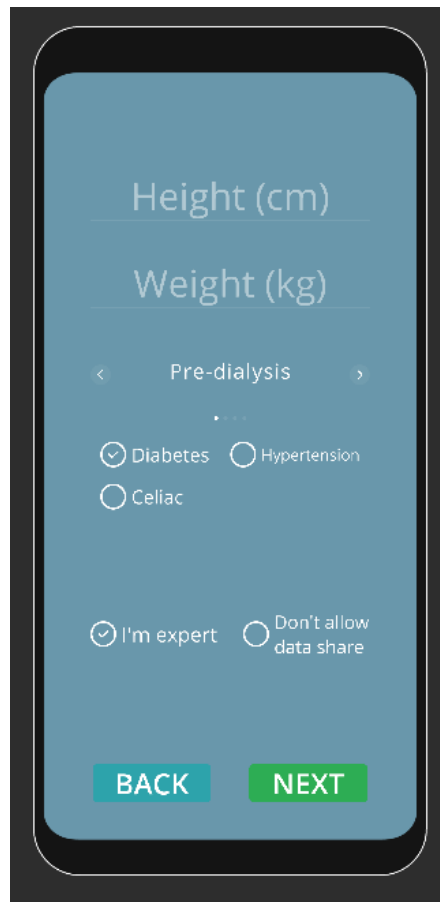 Height (cm)
Weight (kg)
Pre-dialysis
Diabetes Hypertension
Celiac
I'm expert Don't allow
data share
BACK NEXT